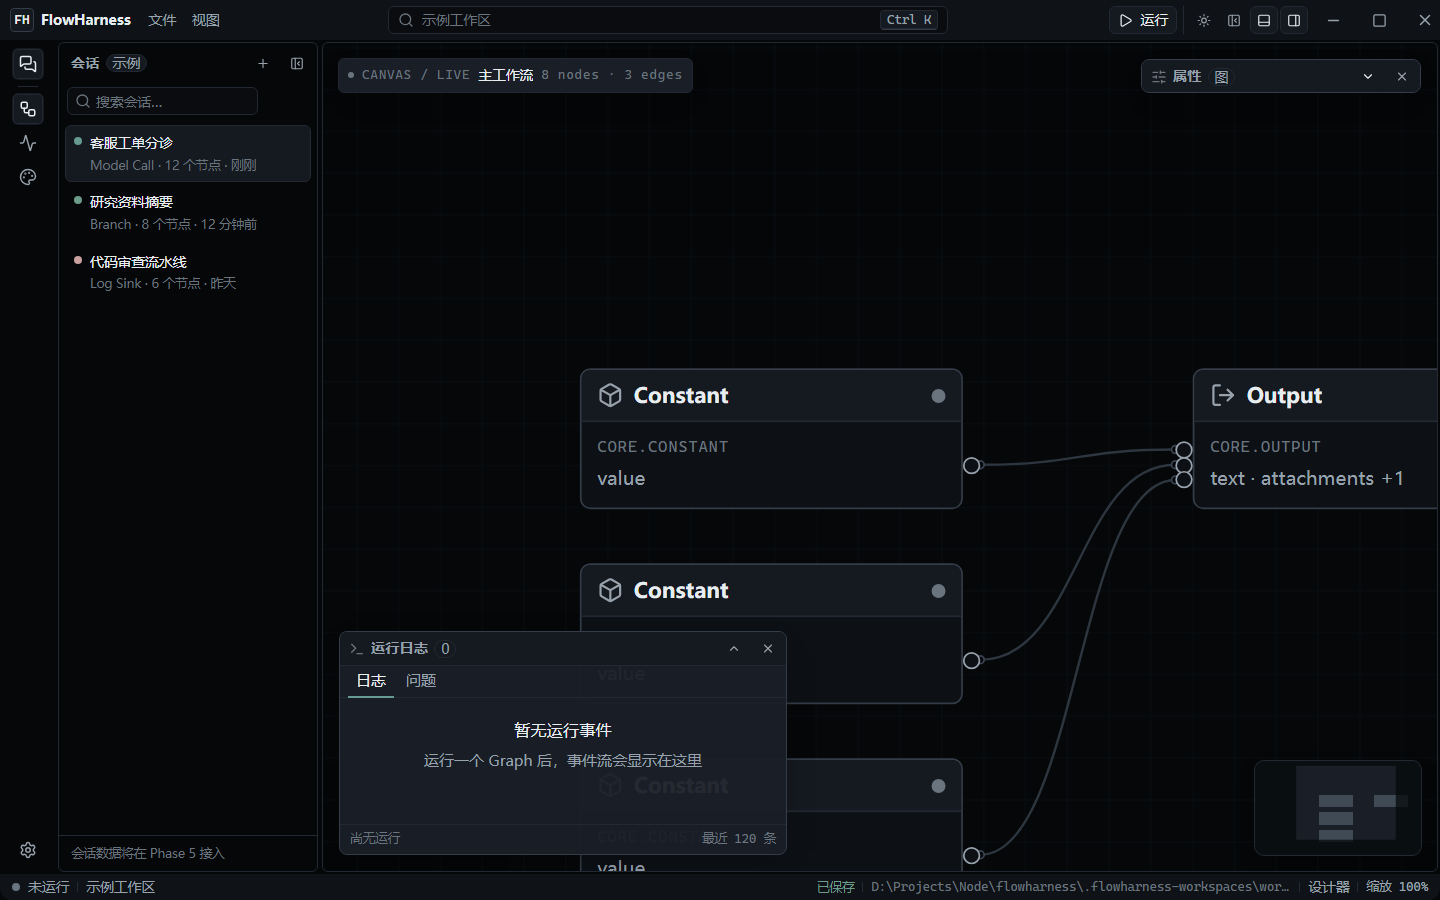 FH FlowHarness 文件 视图 示例工作区 Ctrl K 运行
会话 示例
搜索会话...
客服工单分诊
Model Call · 12 个节点 · 刚刚
研究资料摘要
Branch · 8 个节点 · 12 分钟前
代码审查流水线
Log Sink · 6 个节点 · 昨天
会话数据将在 Phase 5 接入
CANVAS / LIVE 主工作流 8 nodes · 3 edges
属性 图
Constant
CORE.CONSTANT
value
Output
CORE.OUTPUT
text · attachments +1
Constant
value
Constant
CORE.CONST
value
运行日志 0
日志 问题
暂无运行事件
运行一个 Graph 后，事件流会显示在这里
尚无运行 最近 120 条
未运行 示例工作区 已保存 D:\Projects\Node\flowharness\.flowharness-workspaces\wor… 设计器 缩放 100%